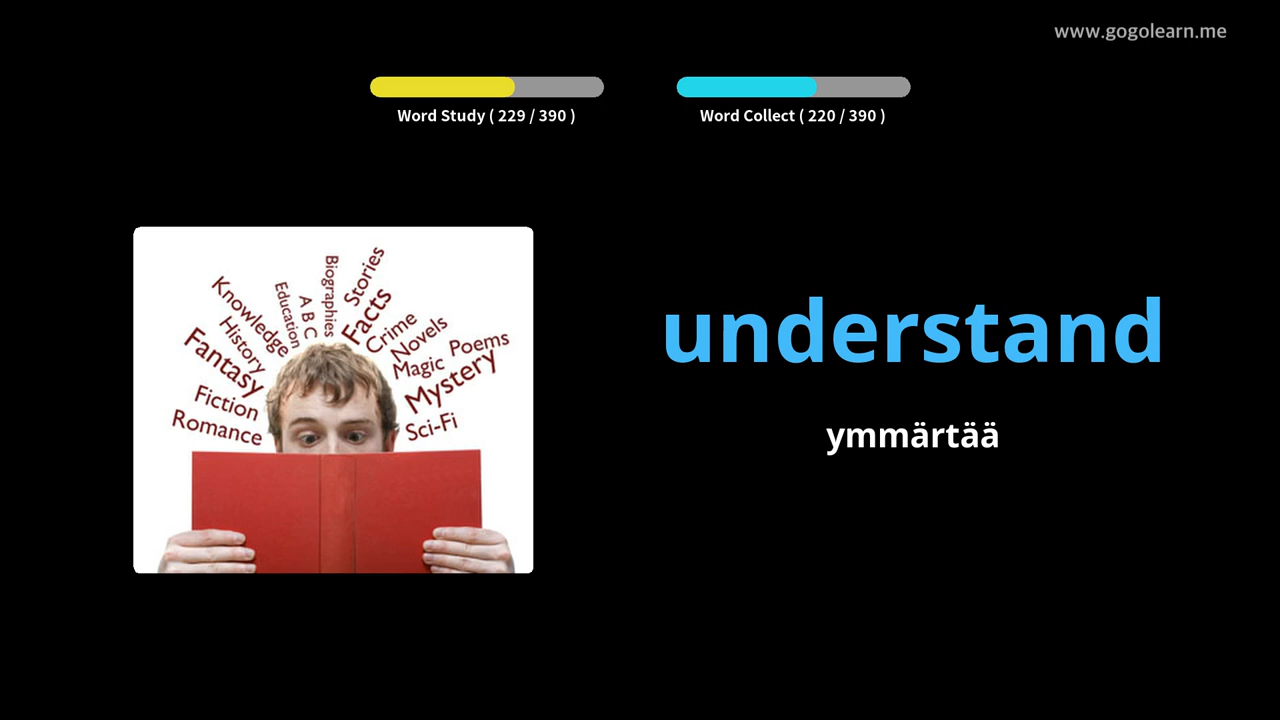 www.gogolearn.me
Word Study ( 229 / 390 )
Word Collect ( 220 / 390 )
Biographies
Stories
Education
A B C
Facts
Knowledge
Crime
History
Novels
Fantasy
Magic
Poems
Mystery
Fiction
Romance
Sci-Fi
understand
ymmärtää